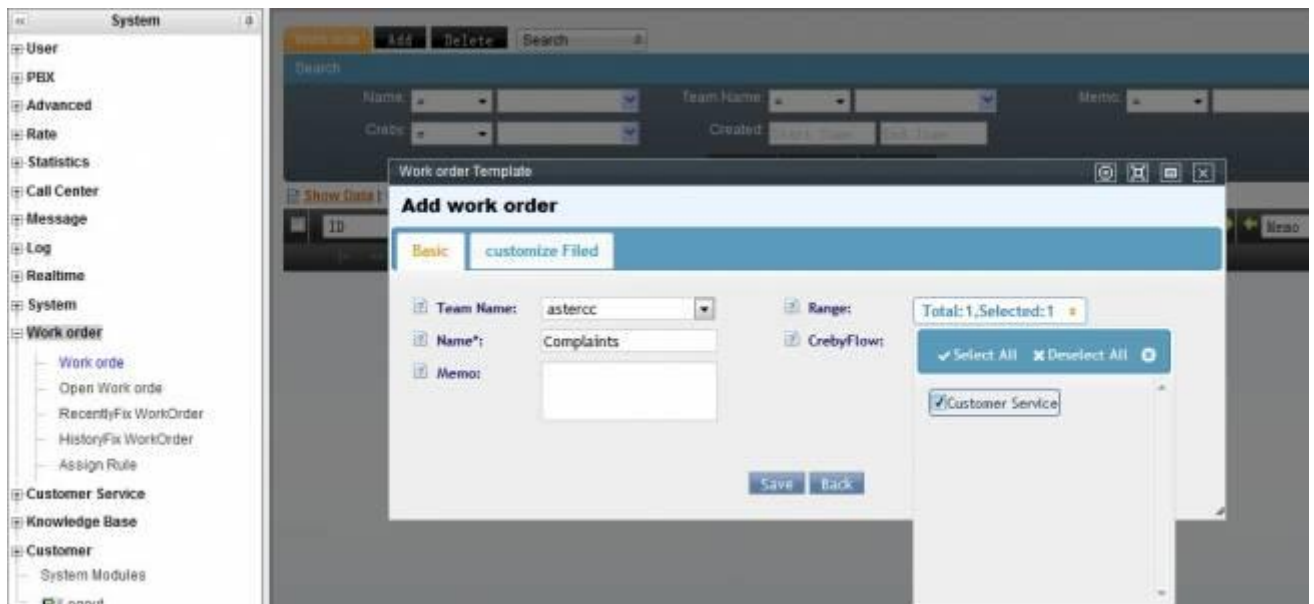 System
User
PBX
Advanced
Rate
Statistics
Call Center
Message
Log
Realtime
System
Work order
Work orde
Open Work orde
RecentlyFix WorkOrder
HistoryFix WorkOrder
Assign Rule
Customer Service
Knowledge Base
Customer
System Modules
Logout
Work orde Add Delete Search
Search
Name: = Team Name: = Memo: =
Creby: = Created: Start Time End Time
Show Data
ID Memo
Work order Template
Add work order
Basic customize Filed
Team Name: astercc Range: Total:1,Selected:1
Name*: Complaints CrebyFlow:
Select All Deselect All
Memo:
Customer Service
Save Back